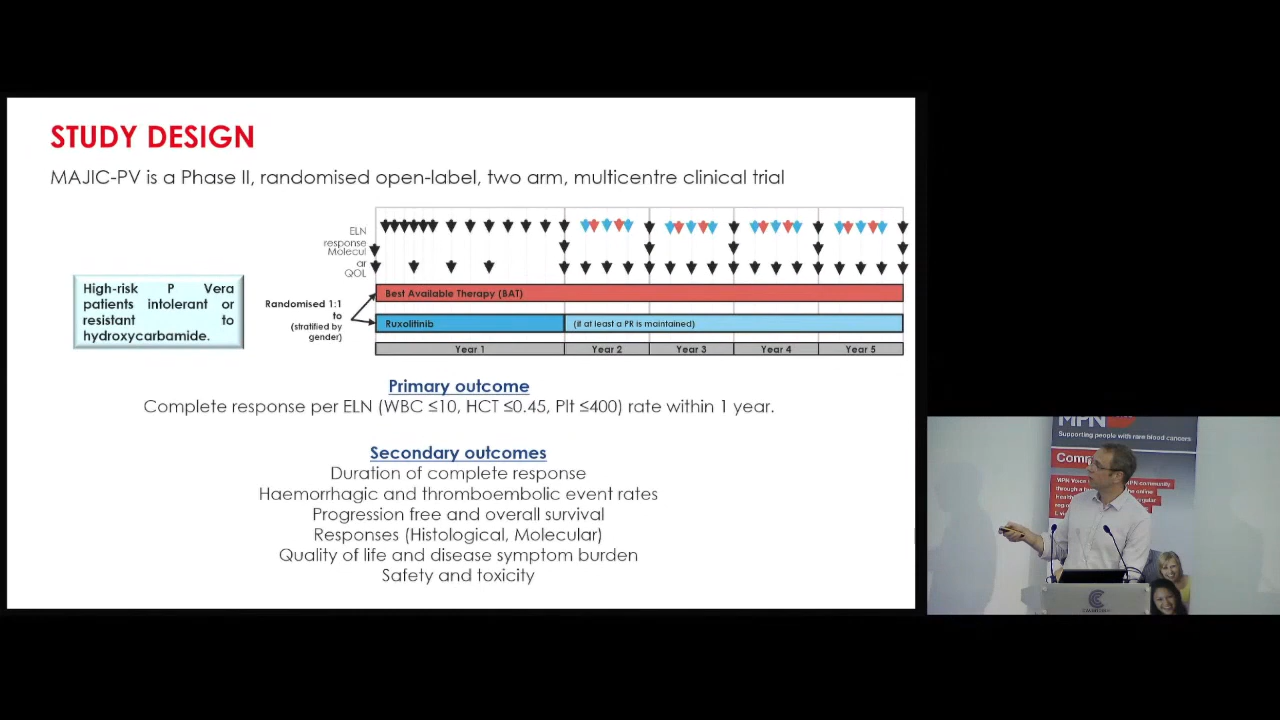 STUDY DESIGN
MAJIC-PV is a Phase II, randomised open-label, two arm, multicentre clinical trial
ELN
response
Molecul
ar
QOL
High-risk P Vera
patients intolerant or
resistant to
hydroxycarbamide.
Randomised 1:1
to
(stratified by
gender)
Best Available Therapy (BAT)
Ruxolitinib
(if at least a PR is maintained)
Year 1
Year 2
Year 3
Year 4
Year 5
Primary outcome
Complete response per ELN (WBC ≤10, HCT ≤0.45, Plt ≤400) rate within 1 year.
Secondary outcomes
Duration of complete response
Haemorrhagic and thromboembolic event rates
Progression free and overall survival
Responses (Histological, Molecular)
Quality of life and disease symptom burden
Safety and toxicity
MPN
Supporting people with rare blood cancers
MPN community
online